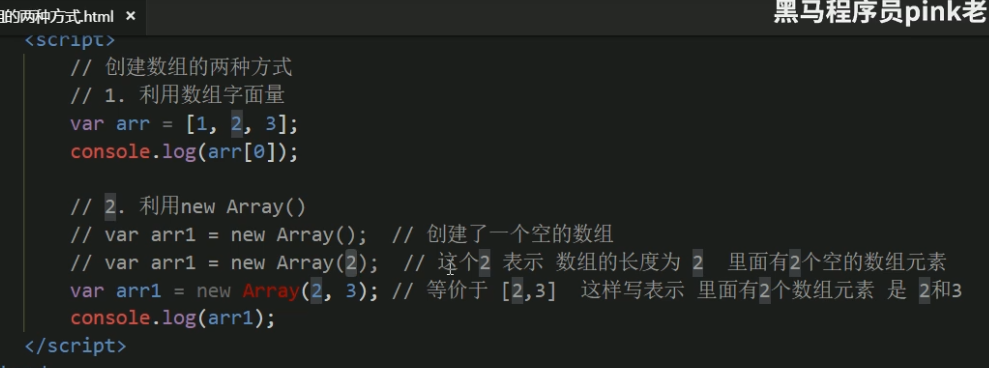 的两种方式.html ×
黑马程序员pink老
<script>
// 创建数组的两种方式
// 1. 利用数组字面量
var arr = [1, 2, 3];
console.log(arr[0]);
// 2. 利用new Array()
// var arr1 = new Array();  // 创建了一个空的数组
// var arr1 = new Array(2);  // 这个2 表示 数组的长度为 2  里面有2个空的数组元素
var arr1 = new Array(2, 3); // 等价于 [2,3]  这样写表示 里面有2个数组元素 是 2和3
console.log(arr1);
</script>